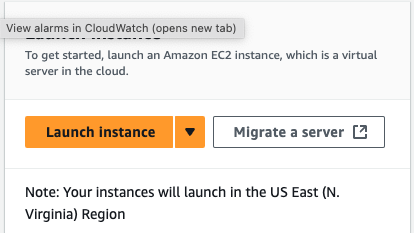 View alarms in CloudWatch (opens new tab)
To get started, launch an Amazon EC2 instance, which is a virtual
server in the cloud.
Launch instance
Migrate a server
Note: Your instances will launch in the US East (N.
Virginia) Region